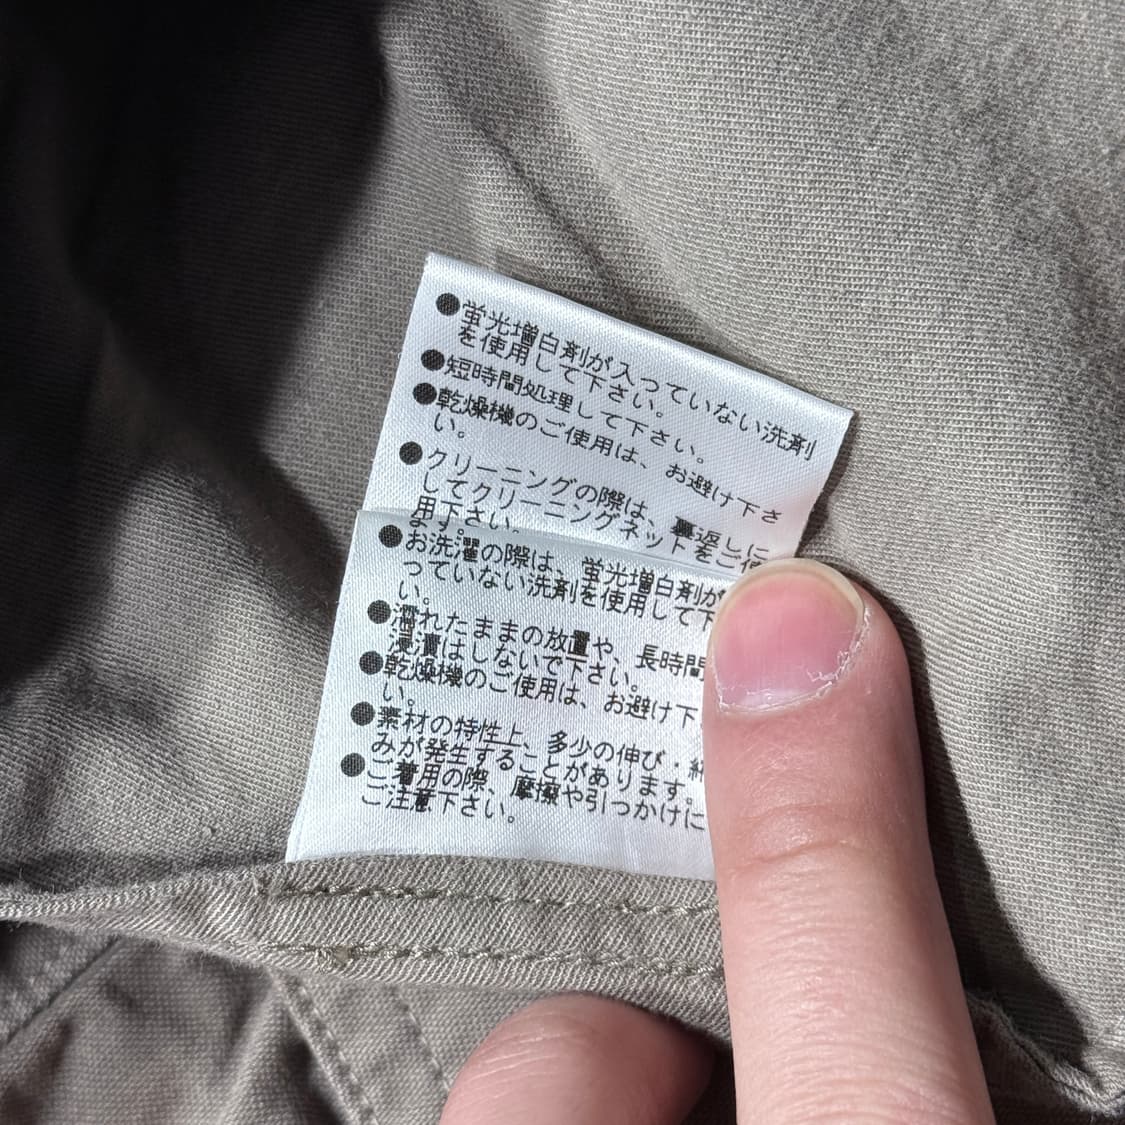 ●蛍光増白剤が入っていない洗剤
を使用して下さい。
●短時間処理して下さい。
●乾燥機のご使用は、お避け下さ
い。
●クリーニングの際は、裏返しに
してクリーニングネットをご使
用下さい。
ます。
●お洗濯の際は、蛍光増白剤が
っていない洗剤を使用して下
い。
●濡れたままの放置や、長時間
浸漬はしないで下さい。
●乾燥機のご使用は、お避け下
い。
●素材の特性上、多少の伸び・
みが発生することがあります。
●ご着用の際、摩擦や引っかけに
ご注意下さい。